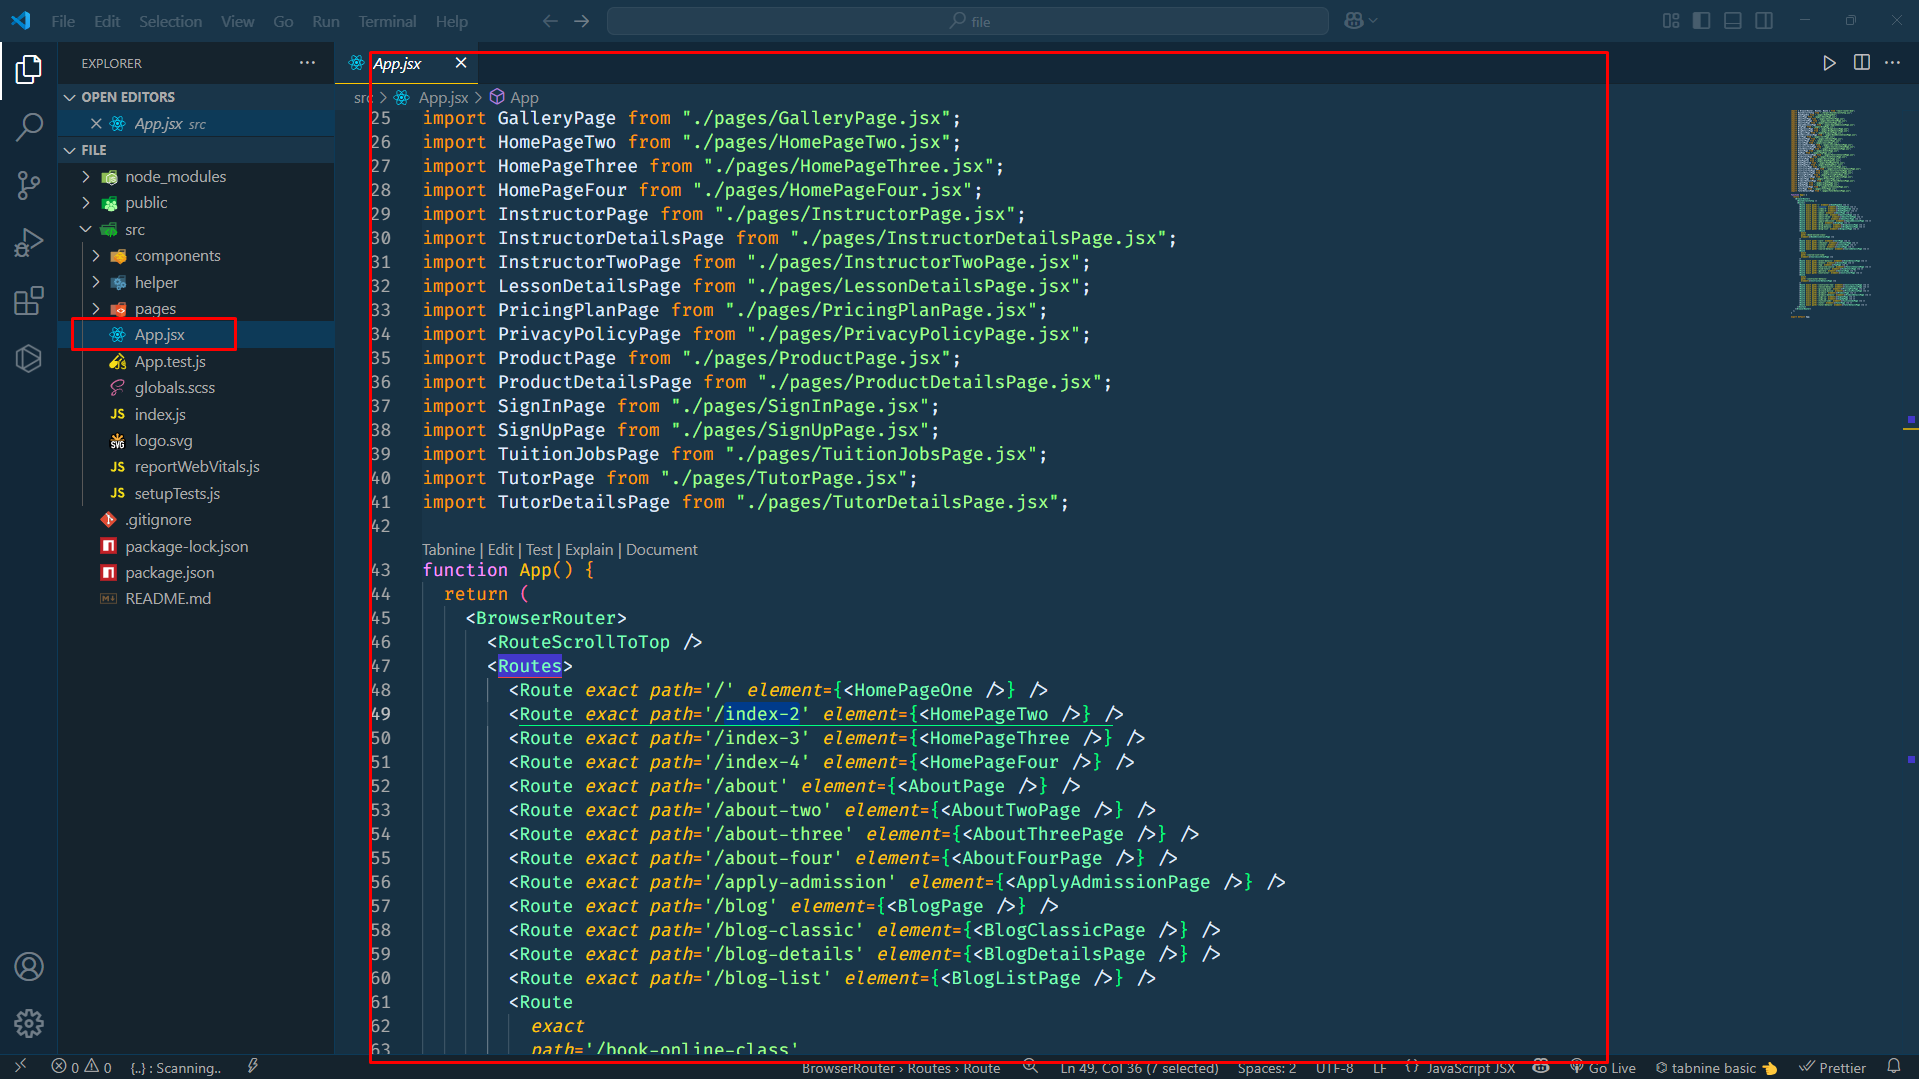 File Edit Selection View Go Run Terminal Help
file
EXPLORER
OPEN EDITORS
App.jsx src
FILE
node_modules
public
src
components
helper
pages
App.jsx
App.test.js
globals.scss
JS index.js
SVG logo.svg
JS reportWebVitals.js
JS setupTests.js
.gitignore
package-lock.json
package.json
README.md
App.jsx
src > App.jsx > App
25 import GalleryPage from "./pages/GalleryPage.jsx";
26 import HomePageTwo from "./pages/HomePageTwo.jsx";
27 import HomePageThree from "./pages/HomePageThree.jsx";
28 import HomePageFour from "./pages/HomePageFour.jsx";
29 import InstructorPage from "./pages/InstructorPage.jsx";
30 import InstructorDetailsPage from "./pages/InstructorDetailsPage.jsx";
31 import InstructorTwoPage from "./pages/InstructorTwoPage.jsx";
32 import LessonDetailsPage from "./pages/LessonDetailsPage.jsx";
33 import PricingPlanPage from "./pages/PricingPlanPage.jsx";
34 import PrivacyPolicyPage from "./pages/PrivacyPolicyPage.jsx";
35 import ProductPage from "./pages/ProductPage.jsx";
36 import ProductDetailsPage from "./pages/ProductDetailsPage.jsx";
37 import SignInPage from "./pages/SignInPage.jsx";
38 import SignUpPage from "./pages/SignUpPage.jsx";
39 import TuitionJobsPage from "./pages/TuitionJobsPage.jsx";
40 import TutorPage from "./pages/TutorPage.jsx";
41 import TutorDetailsPage from "./pages/TutorDetailsPage.jsx";
42
Tabnine | Edit | Test | Explain | Document
43 function App() {
44 return (
45 <BrowserRouter>
46 <RouteScrollToTop />
47 <Routes>
48 <Route exact path='/' element={<HomePageOne />} />
49 <Route exact path='/index-2' element={<HomePageTwo />} />
50 <Route exact path='/index-3' element={<HomePageThree />} />
51 <Route exact path='/index-4' element={<HomePageFour />} />
52 <Route exact path='/about' element={<AboutPage />} />
53 <Route exact path='/about-two' element={<AboutTwoPage />} />
54 <Route exact path='/about-three' element={<AboutThreePage />} />
55 <Route exact path='/about-four' element={<AboutFourPage />} />
56 <Route exact path='/apply-admission' element={<ApplyAdmissionPage />} />
57 <Route exact path='/blog' element={<BlogPage />} />
58 <Route exact path='/blog-classic' element={<BlogClassicPage />} />
59 <Route exact path='/blog-details' element={<BlogDetailsPage />} />
60 <Route exact path='/blog-list' element={<BlogListPage />} />
61 <Route
62 exact
63 path='/book-online-class'
0 0 {..} : Scanning.. BrowserRouter › Routes › Route Ln 49, Col 36 (7 selected) Spaces: 2 UTF-8 LF JavaScript JSX Go Live tabnine basic Prettier